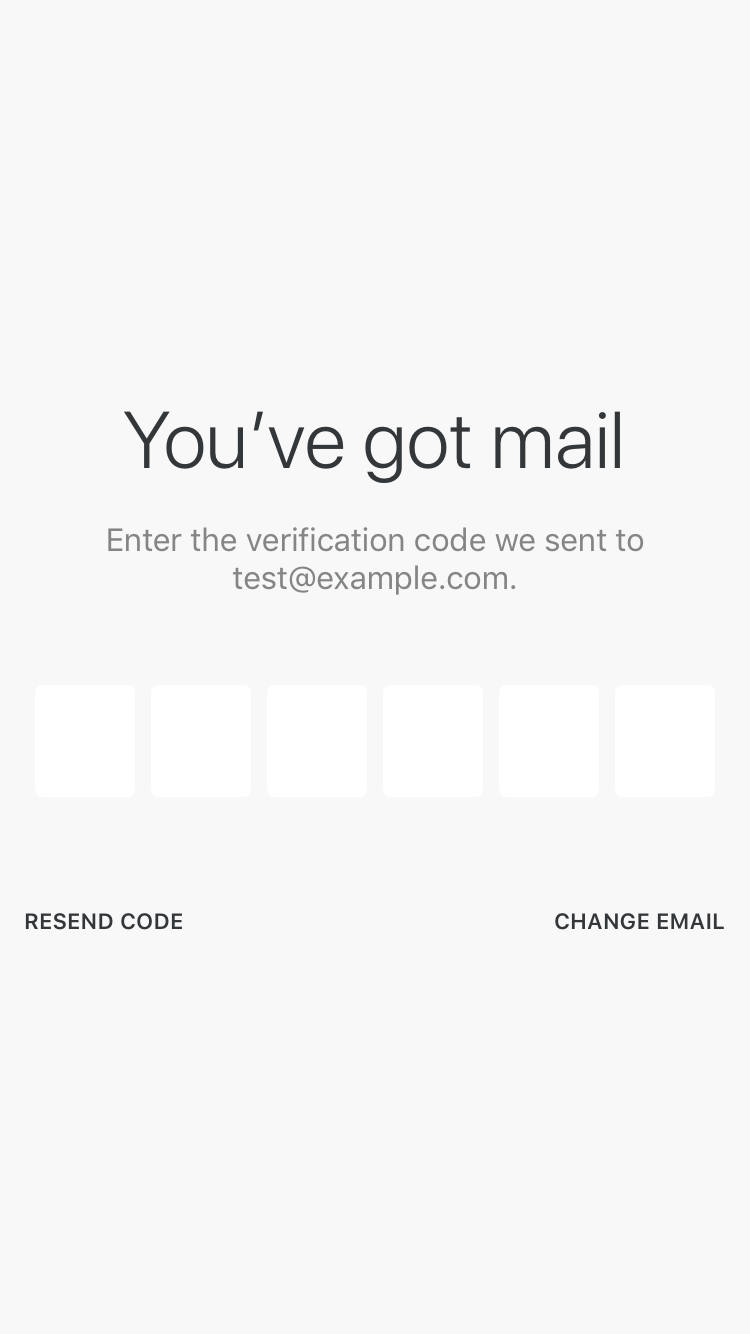 You’ve got mail
Enter the verification code we sent to
test@example.com.
RESEND CODE
CHANGE EMAIL